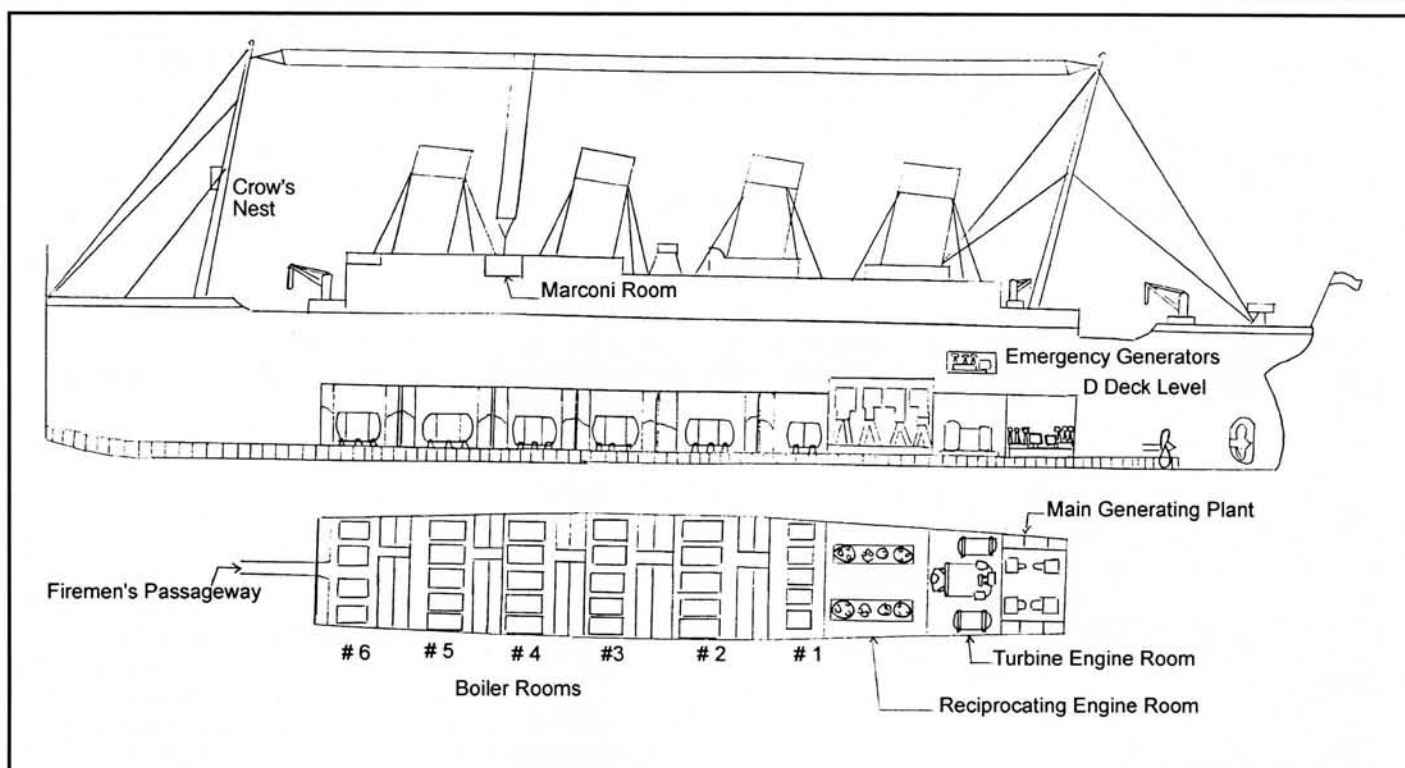 Crow's
Nest
Marconi Room
Emergency Generators
D Deck Level
Main Generating Plant
Firemen's Passageway
# 6 # 5 # 4 #3 # 2 # 1
Boiler Rooms
Turbine Engine Room
Reciprocating Engine Room